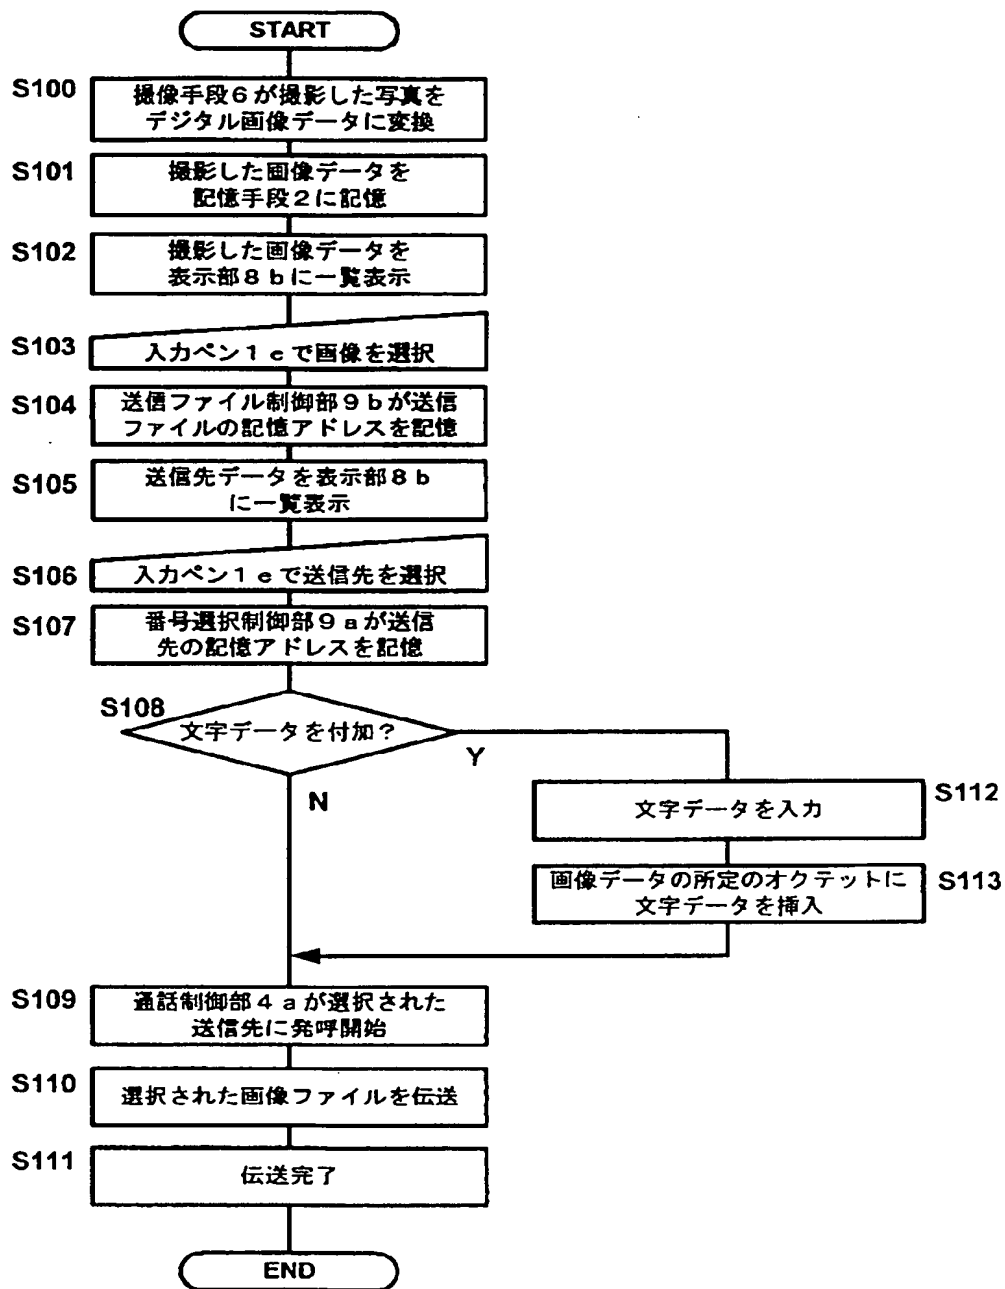 START
S100
撮像手段6が撮影した写真を
デジタル画像データに変換
S101
撮影した画像データを
記憶手段2に記憶
S102
撮影した画像データを
表示部8bに一覧表示
S103
入力ペン1cで画像を選択
S104
送信ファイル制御部9bが送信
ファイルの記憶アドレスを記憶
S105
送信先データを表示部8b
に一覧表示
S106
入力ペン1eで送信先を選択
S107
番号選択制御部9aが送信
先の記憶アドレスを記憶
S108
文字データを付加?
Y
N
文字データを入力
S112
画像データの所定のオクテットに
文字データを挿入
S113
S109
通話制御部4aが選択された
送信先に発呼開始
S110
選択された画像ファイルを伝送
S111
伝送完了
END